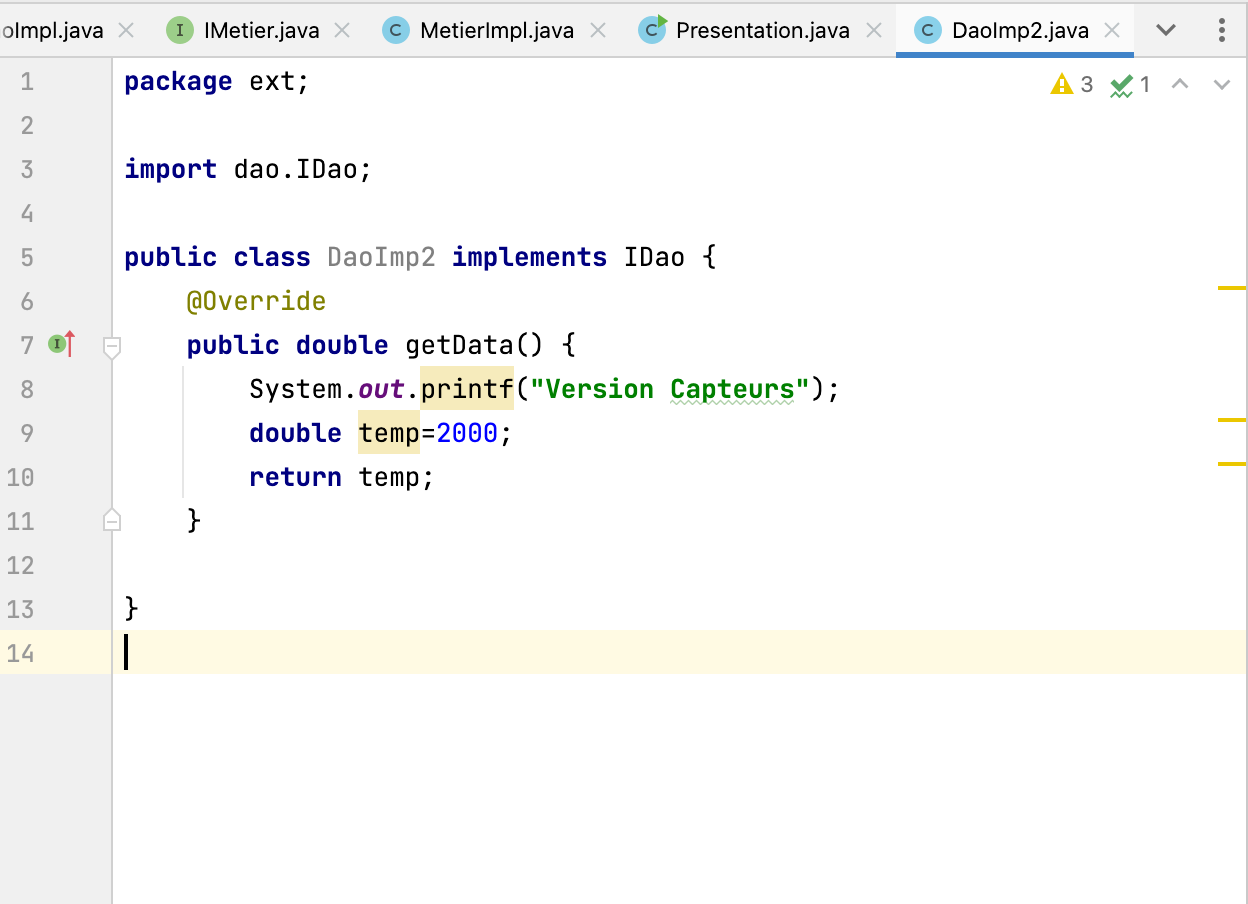 oImpl.java IMetier.java MetierImpl.java Presentation.java DaoImp2.java
3 1
1 package ext;
2
3 import dao.IDao;
4
5 public class DaoImp2 implements IDao {
6 @Override
7 public double getData() {
8 System.out.printf("Version Capteurs");
9 double temp=2000;
10 return temp;
11 }
12
13 }
14